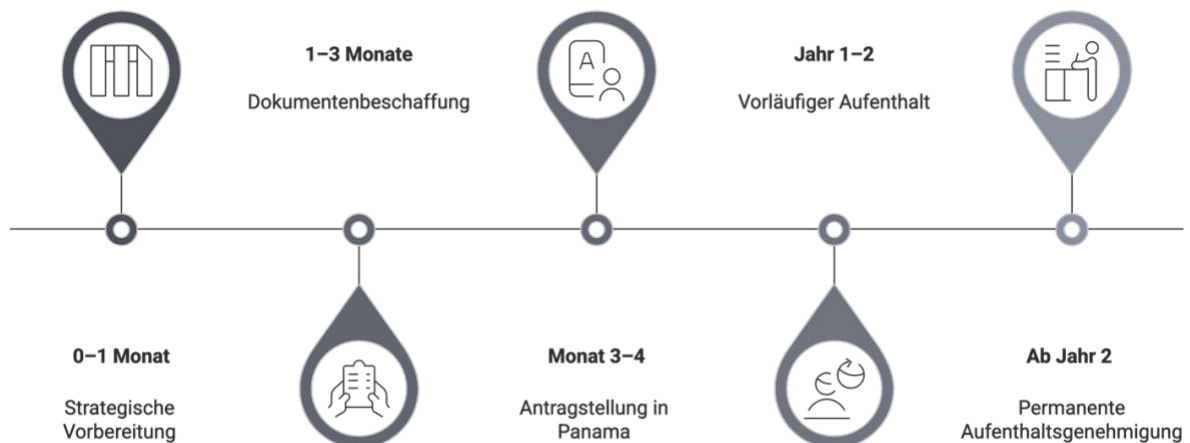 0–1 Monat
Strategische
Vorbereitung
1–3 Monate
Dokumentenbeschaffung
A
Monat 3–4
Antragstellung in
Panama
Jahr 1–2
Vorläufiger Aufenthalt
Ab Jahr 2
Permanente
Aufenthaltsgenehmigung